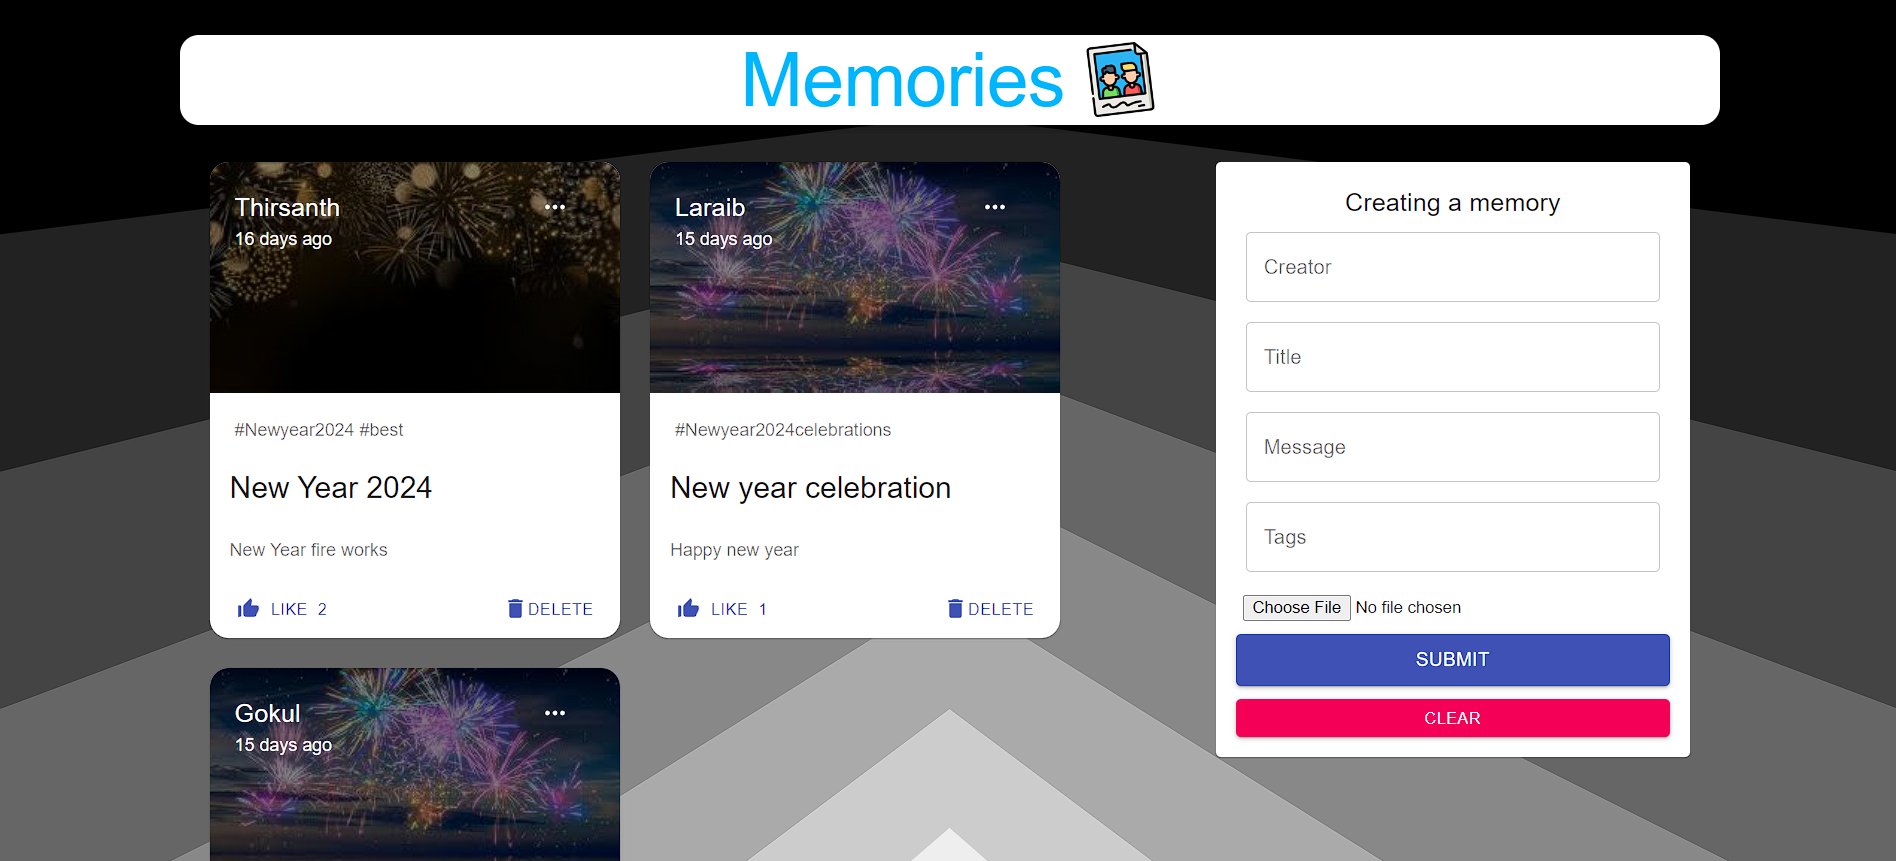 Memories
Thirsanth
16 days ago
#Newyear2024 #best
New Year 2024
New Year fire works
LIKE 2
DELETE
Laraib
15 days ago
#Newyear2024celebrations
New year celebration
Happy new year
LIKE 1
DELETE
Gokul
15 days ago
Creating a memory
Creator
Title
Message
Tags
Choose File No file chosen
SUBMIT
CLEAR